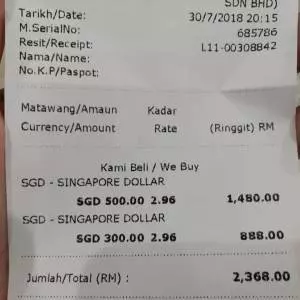 SDN BHD)
Tarikh/Date: 30/7/2018 20:15
M.SerialNo: 685786
Resit/Receipt: L11-00308842
Nama/Name:
No.K.P/Paspot:
Matawang/Amaun Kadar
Currency/Amount Rate (Ringgit) RM
Kami Beli / We Buy
SGD - SINGAPORE DOLLAR
SGD 500.00 2.96 1,480.00
SGD - SINGAPORE DOLLAR
SGD 300.00 2.96 888.00
Jumlah/Total (RM) : 2,368.00